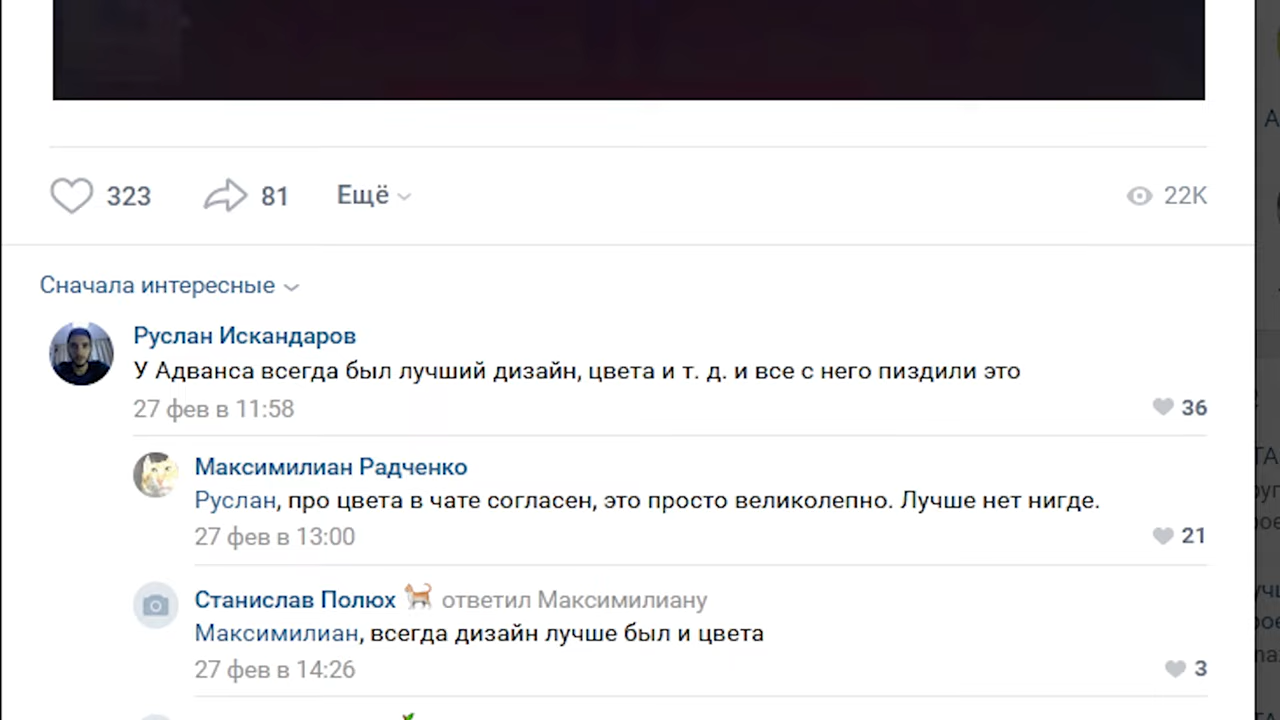 323 81 Ещё 22K
Сначала интересные
Руслан Искандаров
У Адванса всегда был лучший дизайн, цвета и т. д. и все с него пиздили это
27 фев в 11:58 36
Максимилиан Радченко
Руслан, про цвета в чате согласен, это просто великолепно. Лучше нет нигде.
27 фев в 13:00 21
Станислав Полюх ответил Максимилиану
Максимилиан, всегда дизайн лучше был и цвета
27 фев в 14:26 3